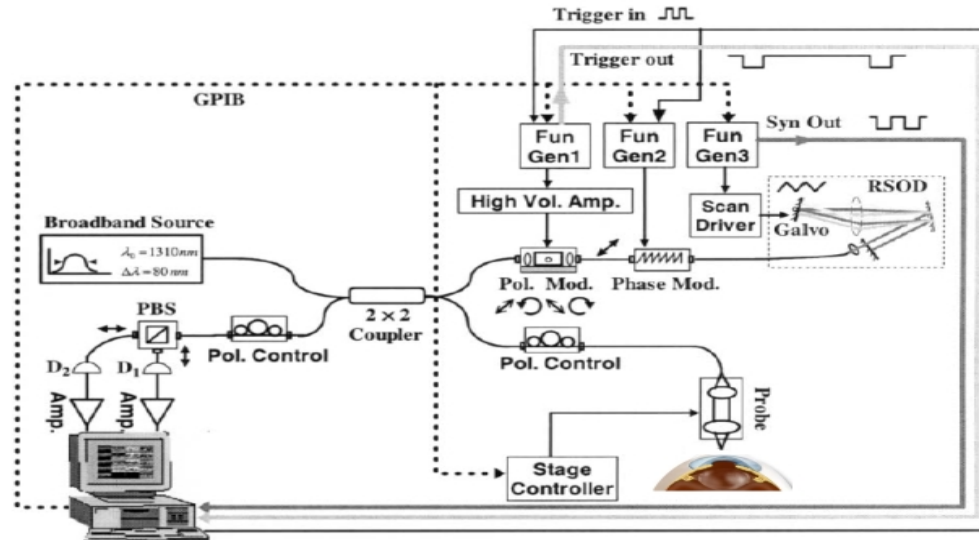 Trigger in
Trigger out
GPIB
Syn Out
Fun
Gen1
Fun
Gen2
Fun
Gen3
High Vol. Amp.
Scan
Driver
RSOD
Galvo
Broadband Source
λ₀ = 1310nm
Δλ = 80 nm
Pol. Mod.
Phase Mod.
PBS
2 × 2
Coupler
Pol. Control
Pol. Control
D₂
D₁
Amp.
Amp.
Probe
Stage
Controller